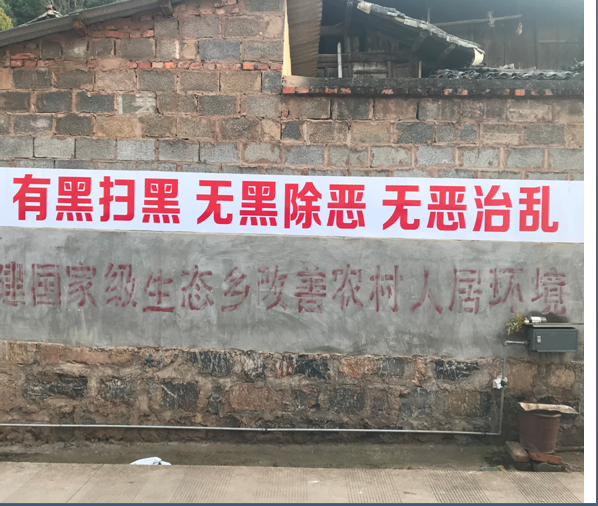 有黑扫黑 无黑除恶 无恶治乱
建国家级生态乡改善农村人居环境